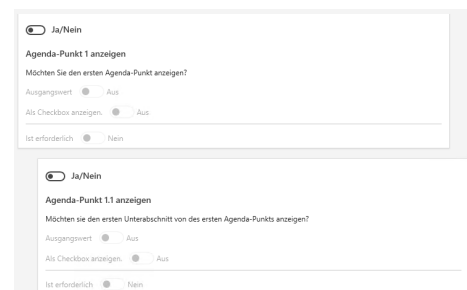 Ja/Nein
Agenda-Punkt 1 anzeigen
Möchten Sie den ersten Agenda-Punkt anzeigen?
Ausgangswert Aus
Als Checkbox anzeigen. Aus
Ist erforderlich Nein
Ja/Nein
Agenda-Punkt 1.1 anzeigen
Möchten sie den ersten Unterabschnitt von des ersten Agenda-Punkts anzeigen?
Ausgangswert Aus
Als Checkbox anzeigen. Aus
Ist erforderlich Nein